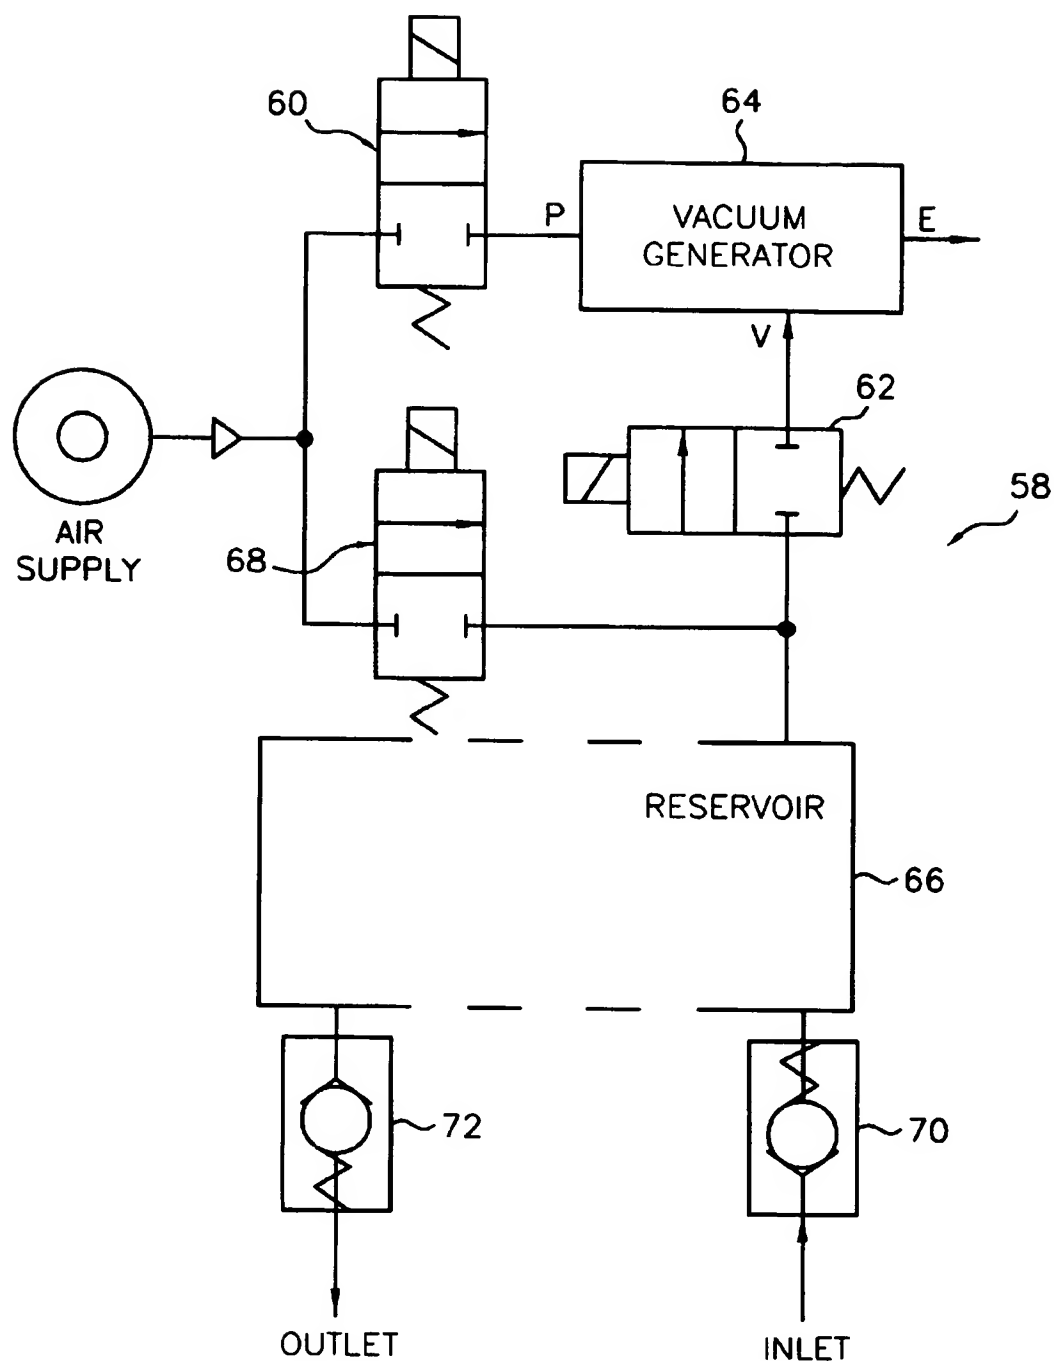 60
64
P
VACUUM
GENERATOR
E
V
62
58
AIR
SUPPLY
68
RESERVOIR
66
72
70
OUTLET
INLET